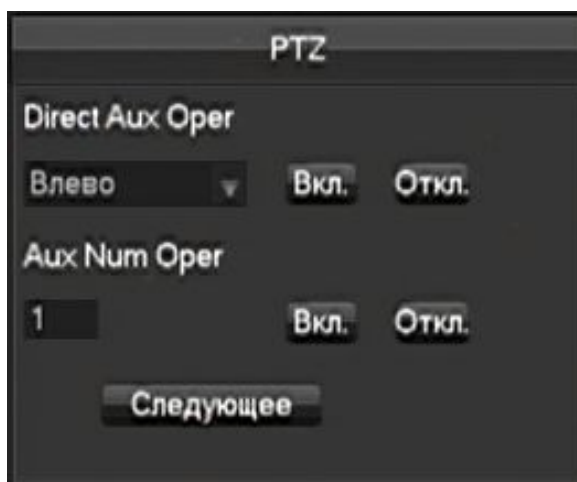 PTZ
Direct Aux Oper
Влево Вкл. Откл.
Aux Num Oper
1 Вкл. Откл.
Следующее